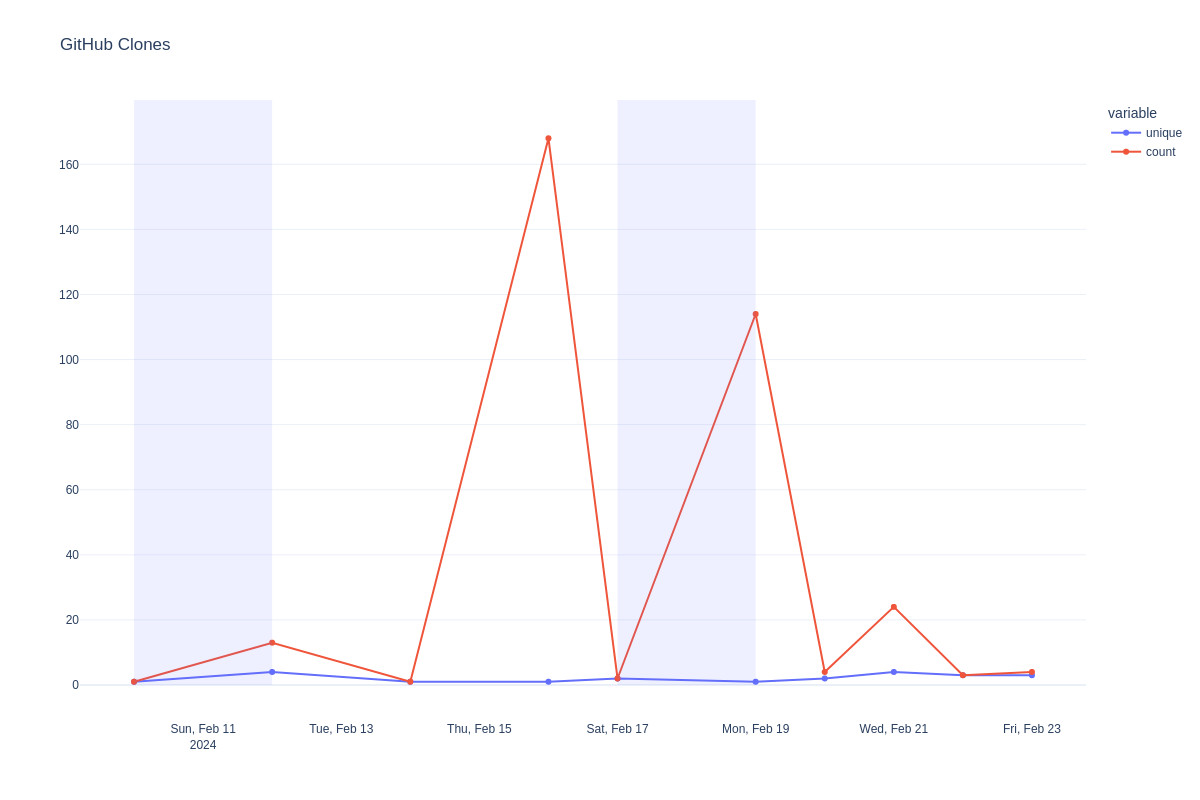 GitHub Clones
variable
unique
count
160
140
120
100
80
60
40
20
0
Sun, Feb 11
2024
Tue, Feb 13
Thu, Feb 15
Sat, Feb 17
Mon, Feb 19
Wed, Feb 21
Fri, Feb 23